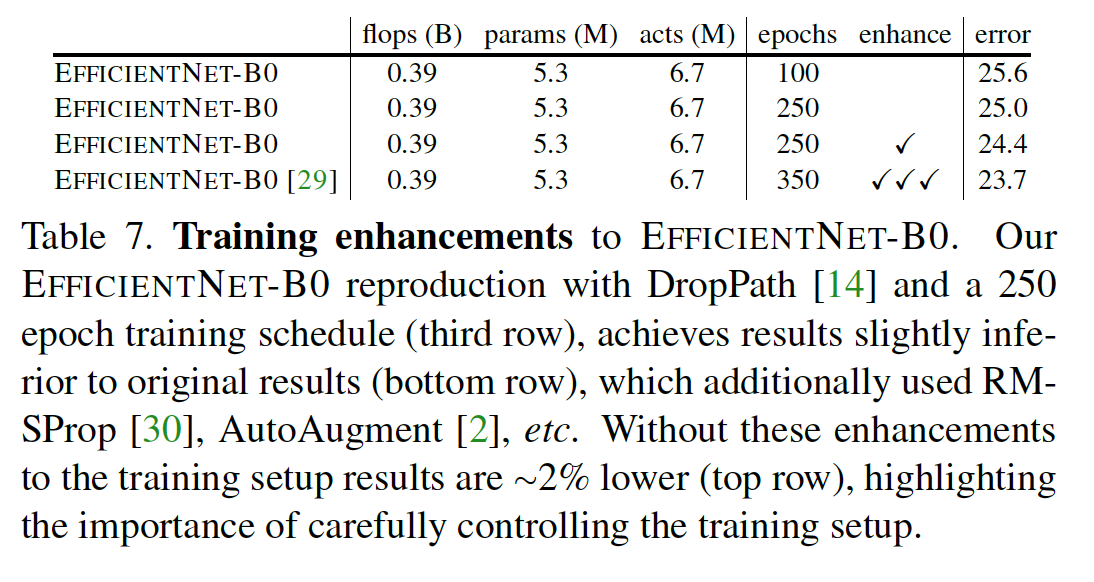 flops (B) params (M) acts (M) epochs enhance error
EFFICIENTNET-B0 0.39 5.3 6.7 100 25.6
EFFICIENTNET-B0 0.39 5.3 6.7 250 25.0
EFFICIENTNET-B0 0.39 5.3 6.7 250 ✓ 24.4
EFFICIENTNET-B0 [29] 0.39 5.3 6.7 350 ✓✓✓ 23.7
Table 7. Training enhancements to EFFICIENTNET-B0. Our
EFFICIENTNET-B0 reproduction with DropPath [14] and a 250
epoch training schedule (third row), achieves results slightly infe-
rior to original results (bottom row), which additionally used RM-
SProp [30], AutoAugment [2], etc. Without these enhancements
to the training setup results are ~2% lower (top row), highlighting
the importance of carefully controlling the training setup.